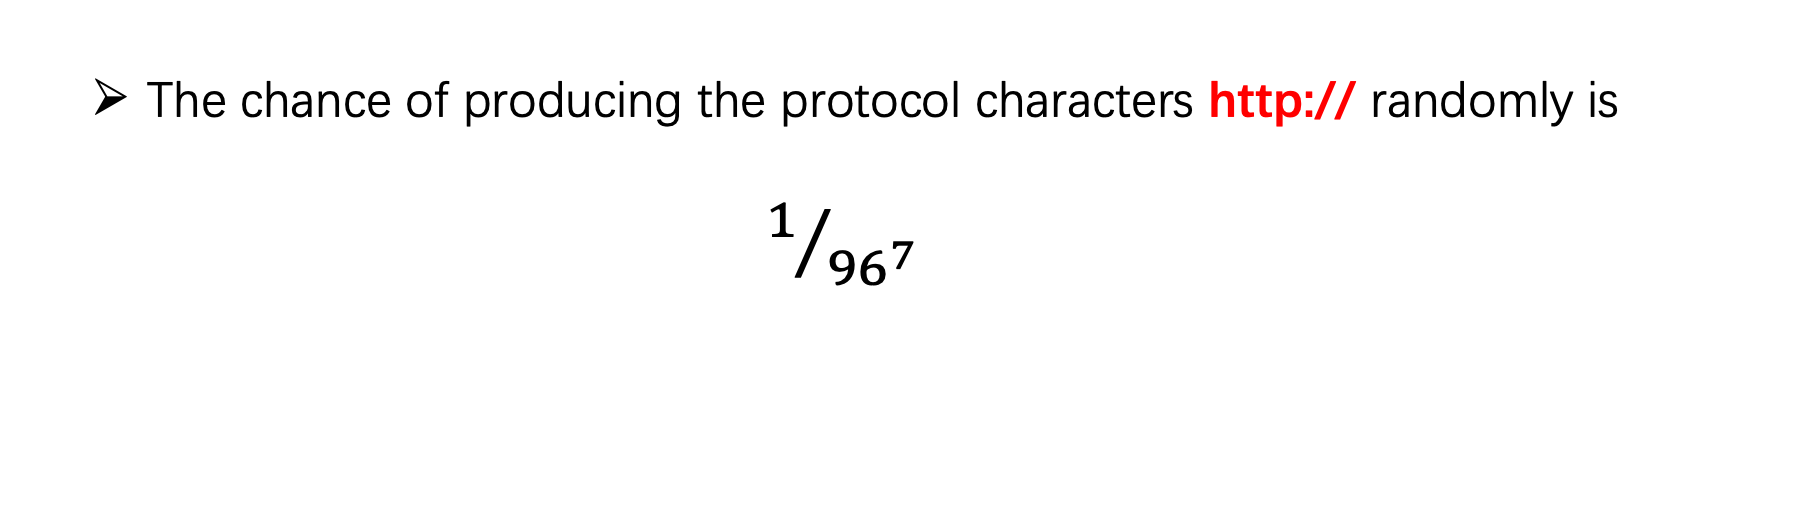 ➢ The chance of producing the protocol characters http:// randomly is
1/96⁷